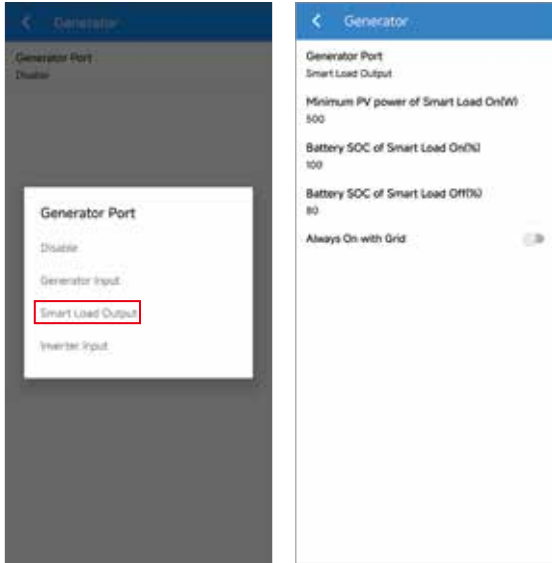 Generator
Generator Port
Disable
Generator Port
Disable
Generator Input
Smart Load Output
Inverter Input
Generator
Generator Port
Smart Load Output
Minimum PV power of Smart Load On(W)
500
Battery SOC of Smart Load On(%)
100
Battery SOC of Smart Load Off(%)
80
Always On with Grid